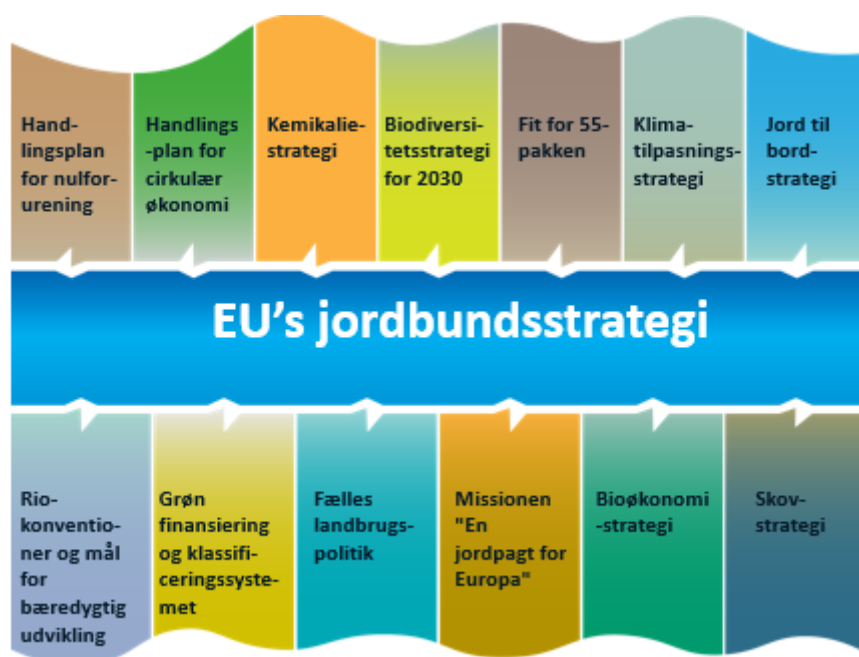 Hand-
lingsplan
for nulfor-
urening
Handlings
-plan for
cirkulær
økonomi
Kemikalie-
strategi
Biodiversi-
tetsstrategi
for 2030
Fit for 55-
pakken
Klima-
tilpasnings-
strategi
Jord til
bord-
strategi
EU’s jordbundsstrategi
Rio-
konventio-
ner og mål
for
bæredygtig
udvikling
Grøn
finansiering
og klassifi-
ceringssyste-
met
Fælles
landbrugs-
politik
Missionen
"En
jordpagt for
Europa"
Bioøkonomi
-strategi
Skov-
strategi